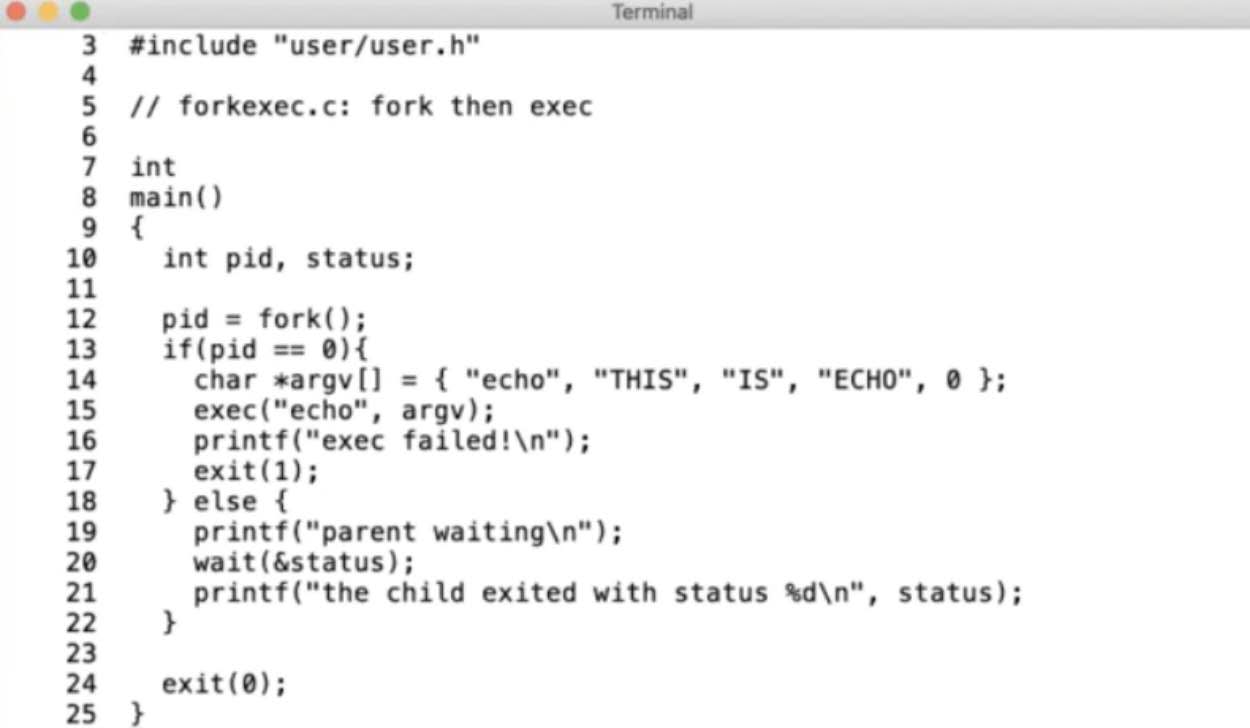 Terminal
3 #include "user/user.h"
4
5 // forkexec.c: fork then exec
6
7 int
8 main()
9 {
10   int pid, status;
11
12   pid = fork();
13   if(pid == 0){
14     char *argv[] = { "echo", "THIS", "IS", "ECHO", 0 };
15     exec("echo", argv);
16     printf("exec failed!\n");
17     exit(1);
18   } else {
19     printf("parent waiting\n");
20     wait(&status);
21     printf("the child exited with status %d\n", status);
22   }
23
24   exit(0);
25 }